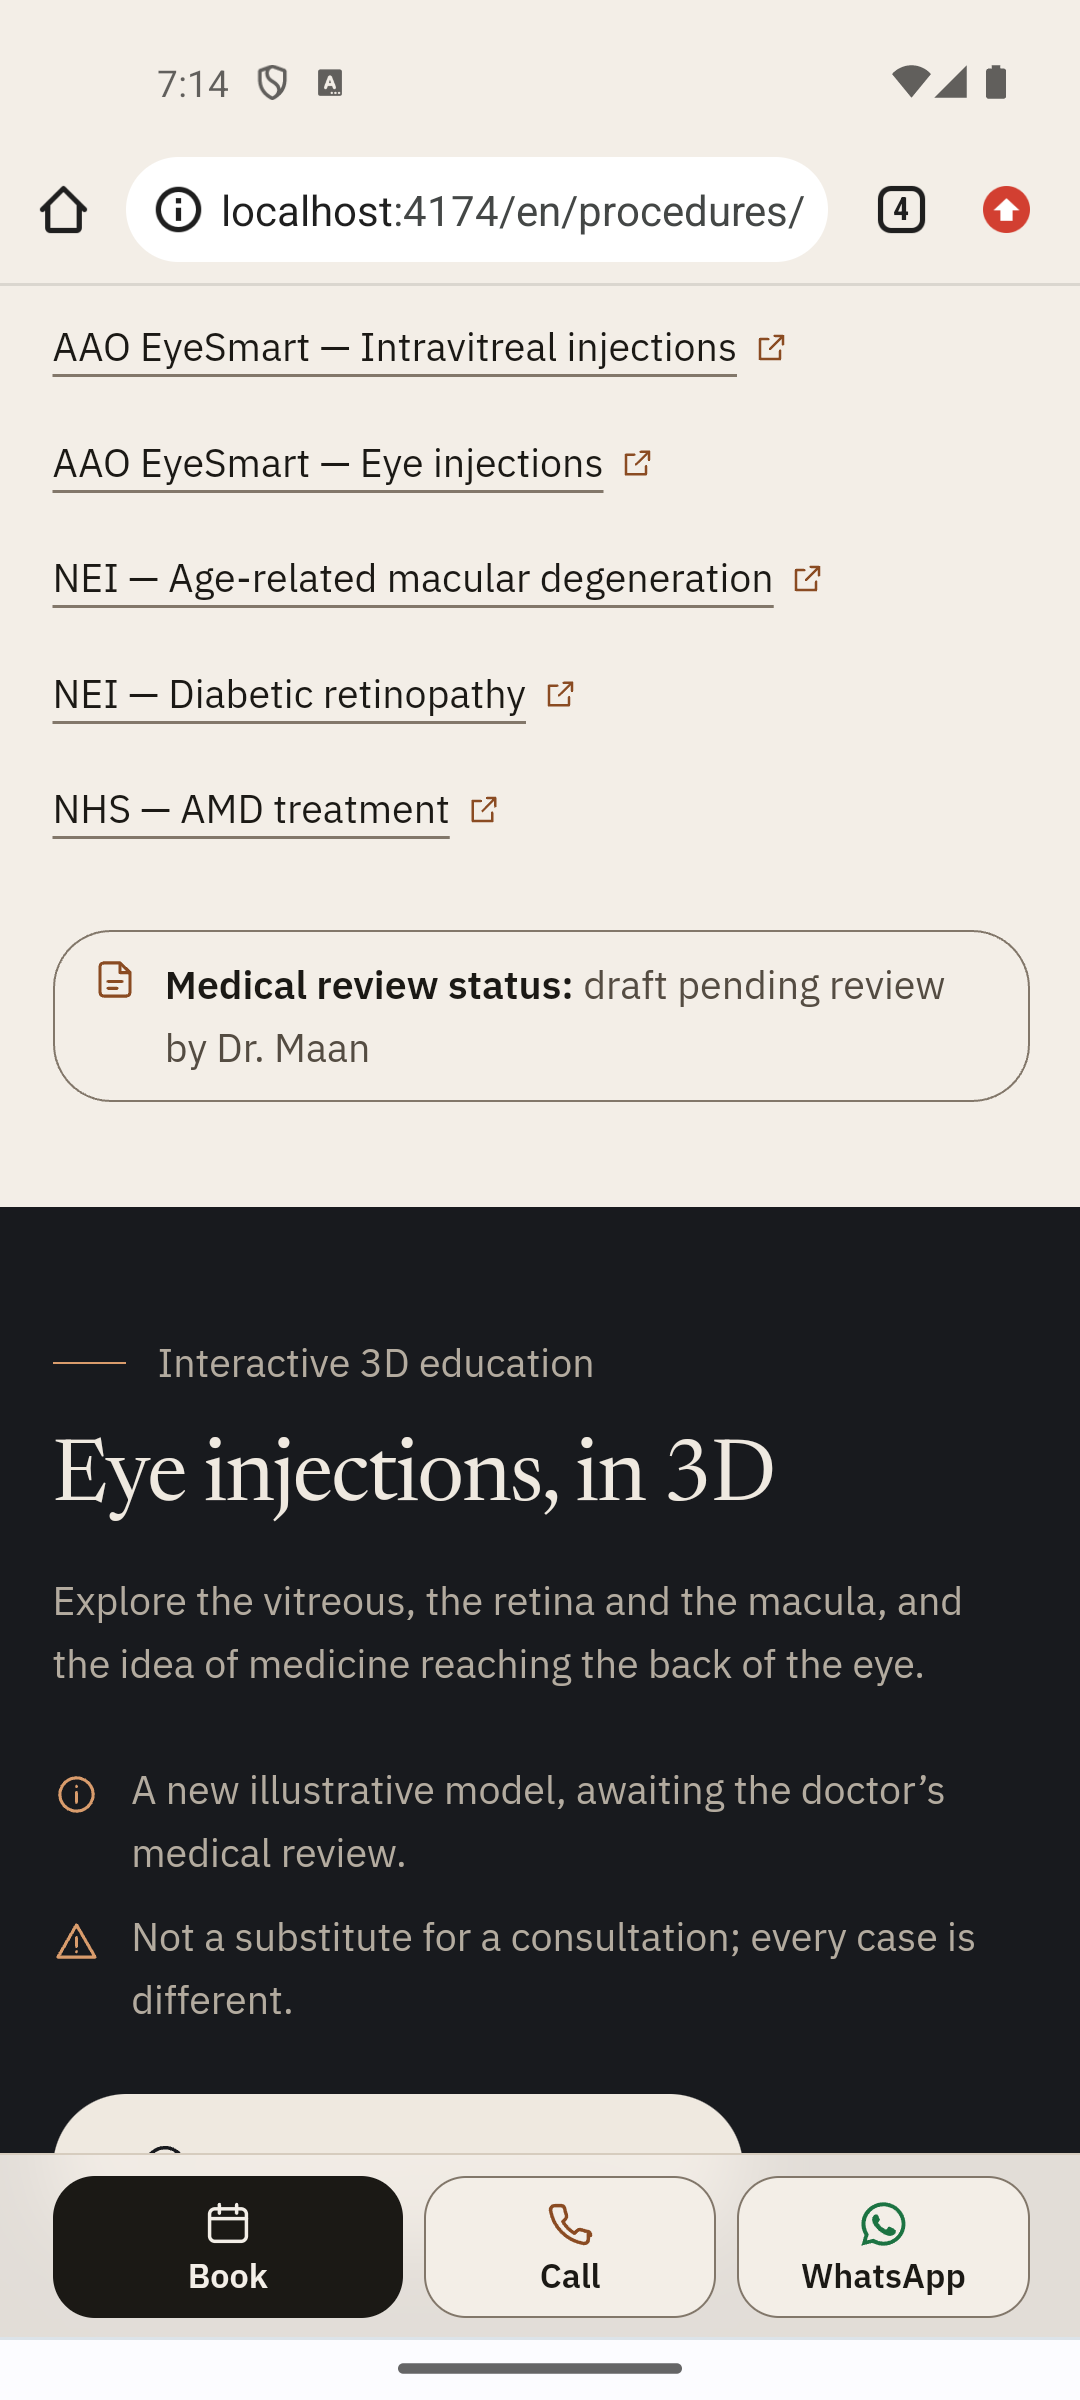 7:14
localhost:4174/en/procedures/
4
AAO EyeSmart — Intravitreal injections
AAO EyeSmart — Eye injections
NEI — Age-related macular degeneration
NEI — Diabetic retinopathy
NHS — AMD treatment
Medical review status: draft pending review
by Dr. Maan
Interactive 3D education
Eye injections, in 3D
Explore the vitreous, the retina and the macula, and
the idea of medicine reaching the back of the eye.
A new illustrative model, awaiting the doctor’s
medical review.
Not a substitute for a consultation; every case is
different.
Book
Call
WhatsApp